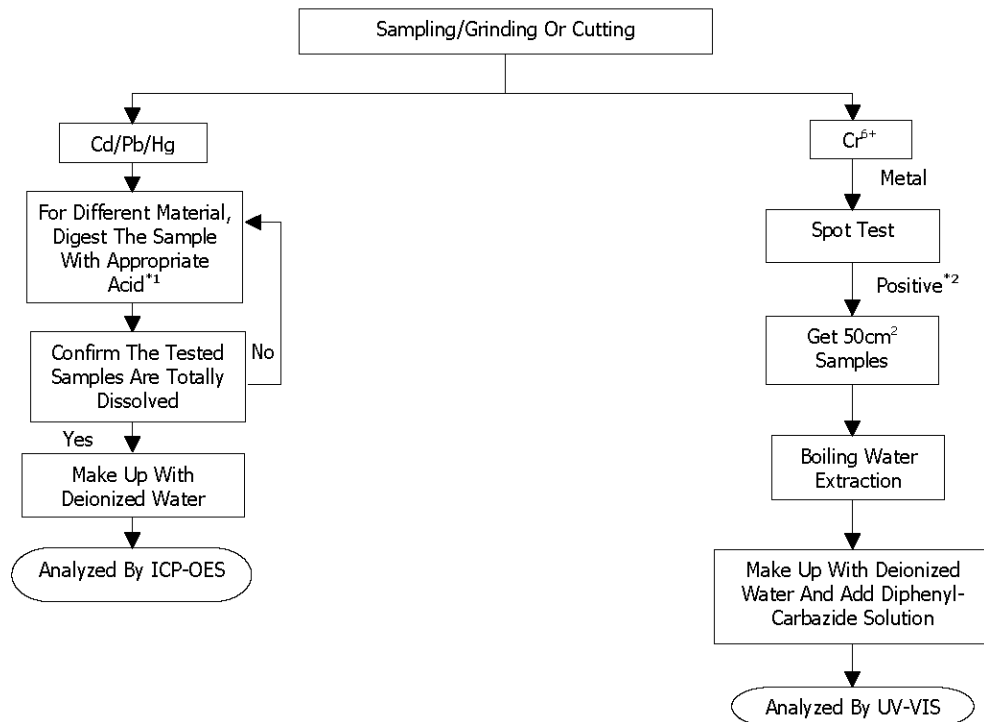 Sampling/Grinding Or Cutting
Cd/Pb/Hg
For Different Material,
Digest The Sample
With Appropriate
Acid*1
Confirm The Tested
Samples Are Totally
Dissolved
No
Yes
Make Up With
Deionized Water
Analyzed By ICP-OES
Cr6+
Metal
Spot Test
Positive*2
Get 50cm2
Samples
Boiling Water
Extraction
Make Up With Deionized
Water And Add Diphenyl-
Carbazide Solution
Analyzed By UV-VIS